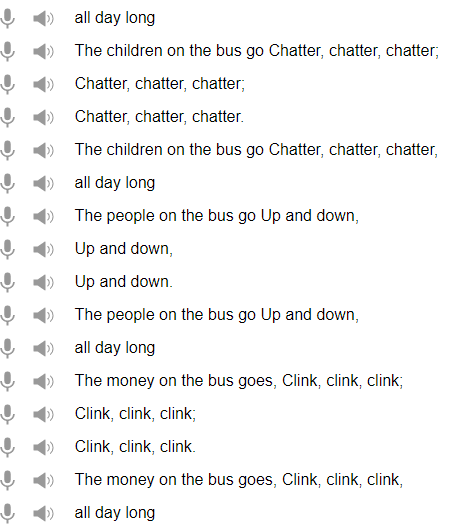 all day long
The children on the bus go Chatter, chatter, chatter;
Chatter, chatter, chatter;
Chatter, chatter, chatter.
The children on the bus go Chatter, chatter, chatter,
all day long
The people on the bus go Up and down,
Up and down,
Up and down.
The people on the bus go Up and down,
all day long
The money on the bus goes, Clink, clink, clink;
Clink, clink, clink;
Clink, clink, clink.
The money on the bus goes, Clink, clink, clink,
all day long